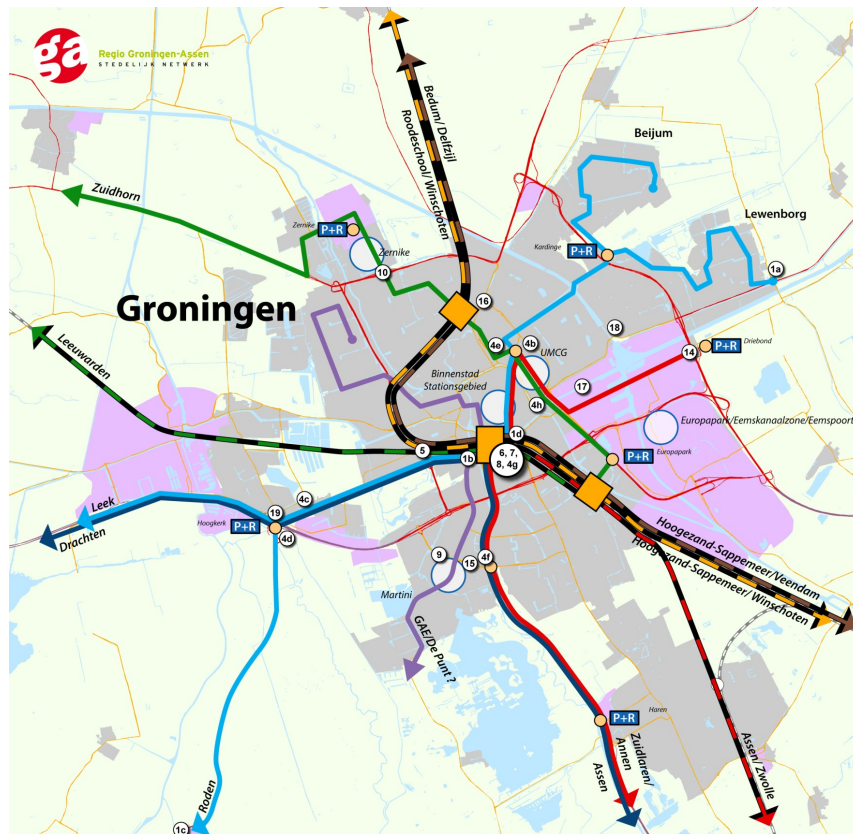 ga
Regio Groningen-Assen
STEDELIJK NETWERK
Bedum/ Delfzijl
Roodeschool/ Winschoten
Beijum
Zuidhorn
Lewenborg
Zernike
P+R
Zernike
Kardinge
P+R
1a
10
Groningen
16
18
4e
4b
14
Driebond
P+R
Leeuwarden
UMCG
Binnenstad
Stationsgebied
17
4h
Europapark/Eemskanaalzone/Eemspoort
5
1b
1d
6, 7,
8, 4g
Europapark
P+R
Leek
4c
19
Drachten
P+R
Hoogkerk
4d
Hoogezand-Sappemeer/Veendam
Hoogezand-Sappemeer/ Winschoten
9
15
4f
Martini
GAE/De Punt ?
P+R
Haren
Zuidlaren/
Annen
Assen
Assen/ Zwolle
Roden
1c